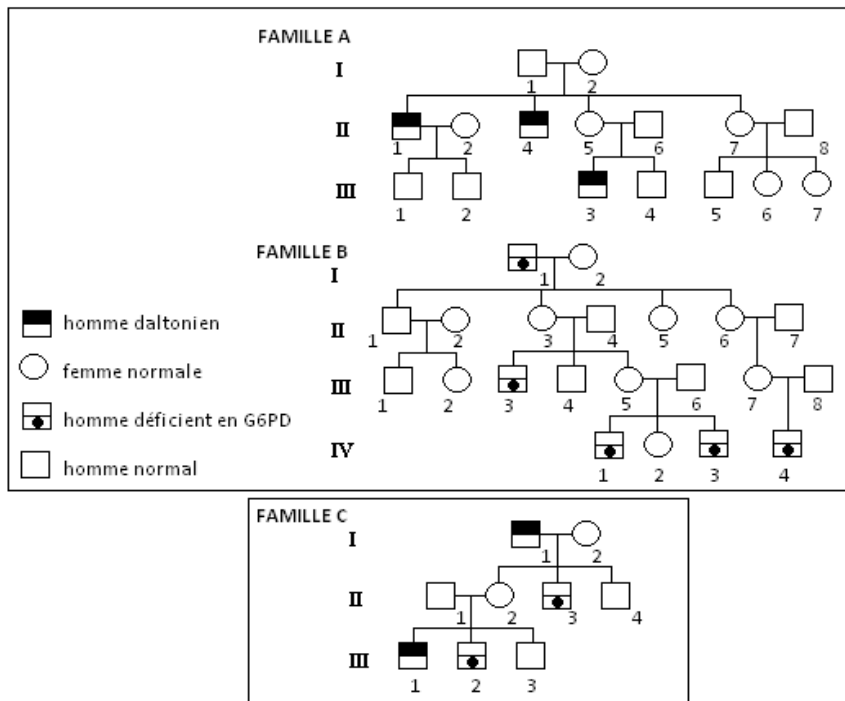 FAMILLE A
I
1 2
II
1 2 4 5 6 7 8
III
1 2 3 4 5 6 7
FAMILLE B
I
1 2
homme daltonien
II
1 2 3 4 5 6 7
femme normale
III
1 2 3 4 5 6 7 8
homme déficient en G6PD
IV
1 2 3 4
homme normal
FAMILLE C
I
1 2
II
1 2 3 4
III
1 2 3